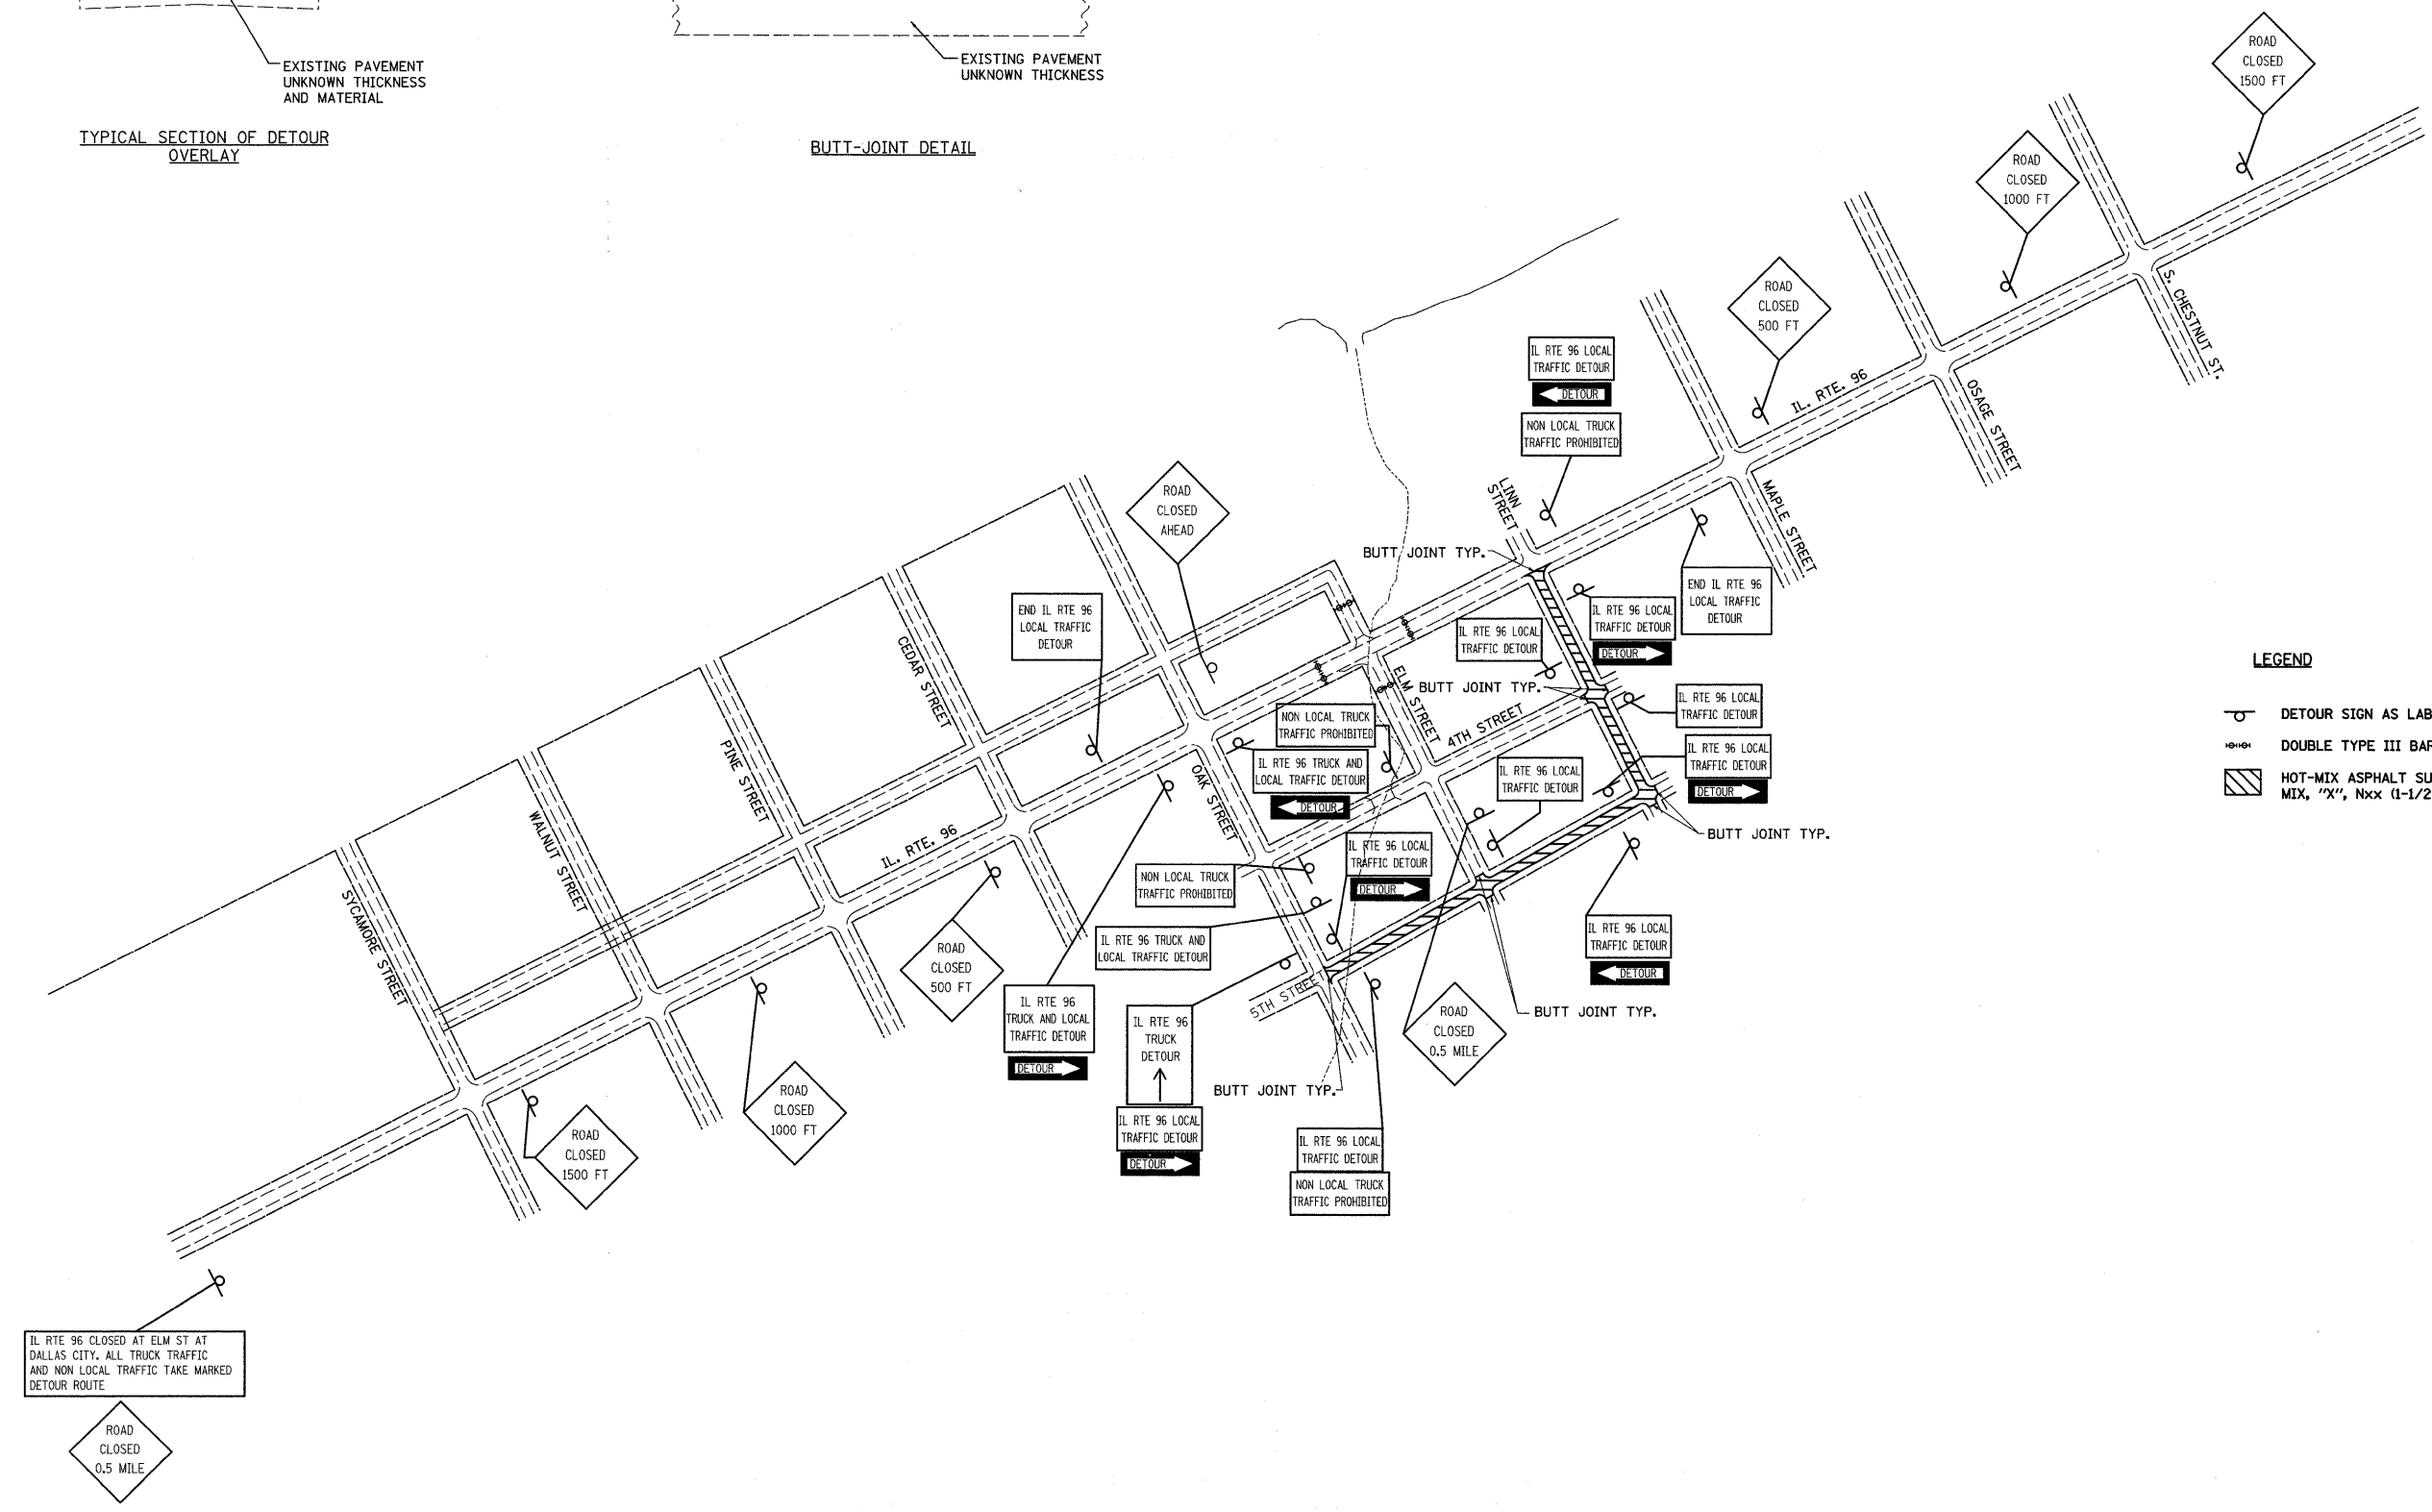 EXISTING PAVEMENT
UNKNOWN THICKNESS
AND MATERIAL
TYPICAL SECTION OF DETOUR
OVERLAY
EXISTING PAVEMENT
UNKNOWN THICKNESS
BUTT-JOINT DETAIL
ROAD
CLOSED
1500 FT
ROAD
CLOSED
1000 FT
ROAD
CLOSED
500 FT
S. CHESTNUT ST.
OSAGE STREET
IL. RTE. 96
MAPLE STREET
IL RTE 96 LOCAL
TRAFFIC DETOUR
DETOUR
NON LOCAL TRUCK
TRAFFIC PROHIBITED
LINN
STREET
BUTT JOINT TYP.
ROAD
CLOSED
AHEAD
END IL RTE 96
LOCAL TRAFFIC
DETOUR
END IL RTE 96
LOCAL TRAFFIC
DETOUR
IL RTE 96 LOCAL
TRAFFIC DETOUR
DETOUR
IL RTE 96 LOCAL
TRAFFIC DETOUR
BUTT JOINT TYP.
ELM STREET
4TH STREET
IL RTE 96 LOCAL
TRAFFIC DETOUR
IL RTE 96 LOCAL
TRAFFIC DETOUR
DETOUR
BUTT JOINT TYP.
NON LOCAL TRUCK
TRAFFIC PROHIBITED
IL RTE 96 TRUCK AND
LOCAL TRAFFIC DETOUR
DETOUR
IL RTE 96 LOCAL
TRAFFIC DETOUR
IL RTE 96 LOCAL
TRAFFIC DETOUR
DETOUR
NON LOCAL TRUCK
TRAFFIC PROHIBITED
IL RTE 96 TRUCK AND
LOCAL TRAFFIC DETOUR
IL RTE 96 LOCAL
TRAFFIC DETOUR
DETOUR
LEGEND
DETOUR SIGN AS LAB
DOUBLE TYPE III BAR
HOT-MIX ASPHALT SU
MIX, "X", Nxx (1-1/2
CEDAR STREET
PINE STREET
WALNUT STREET
SYCAMORE STREET
OAK STREET
IL. RTE. 96
5TH STREE
ROAD
CLOSED
500 FT
IL RTE 96
TRUCK AND LOCAL
TRAFFIC DETOUR
DETOUR
IL RTE 96
TRUCK
DETOUR
IL RTE 96 LOCAL
TRAFFIC DETOUR
DETOUR
BUTT JOINT TYP.
BUTT JOINT TYP.
ROAD
CLOSED
0.5 MILE
IL RTE 96 LOCAL
TRAFFIC DETOUR
NON LOCAL TRUCK
TRAFFIC PROHIBITED
ROAD
CLOSED
1000 FT
ROAD
CLOSED
1500 FT
IL RTE 96 CLOSED AT ELM ST AT
DALLAS CITY. ALL TRUCK TRAFFIC
AND NON LOCAL TRAFFIC TAKE MARKED
DETOUR ROUTE
ROAD
CLOSED
0.5 MILE